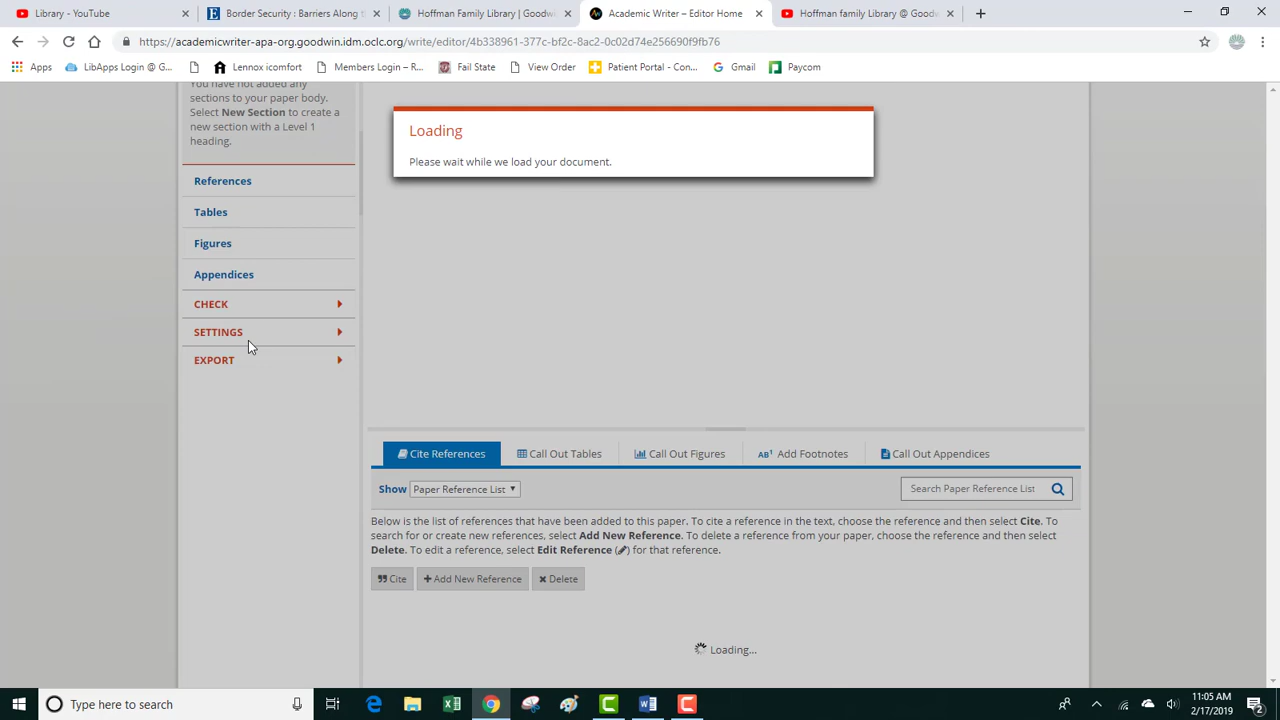 Library - YouTube
Border Security : Barriers Along t
Hoffman Family Library | Goodwi
Academic Writer – Editor Home
Hoffman family Library @ Goodw
https://academicwriter-apa-org.goodwin.idm.oclc.org/write/editor/4b338961-377c-bf2c-8ac2-0c02d74e256690f9fb76
Apps
LibApps Login @ G...
Lennox icomfort
Members Login – R...
Fail State
View Order
Patient Portal - Con...
Gmail
Paycom
You have not added any
sections to your paper body.
Select New Section to create a
new section with a Level 1
heading.
References
Tables
Figures
Appendices
CHECK
SETTINGS
EXPORT
Loading
Please wait while we load your document.
Cite References
Call Out Tables
Call Out Figures
AB¹ Add Footnotes
Call Out Appendices
Show Paper Reference List
Search Paper Reference List
Below is the list of references that have been added to this paper. To cite a reference in the text, choose the reference and then select Cite. To
search for or create new references, select Add New Reference. To delete a reference from your paper, choose the reference and then select
Delete. To edit a reference, select Edit Reference ( ) for that reference.
Cite
Add New Reference
Delete
Loading...
Type here to search
11:05 AM
2/17/2019
2